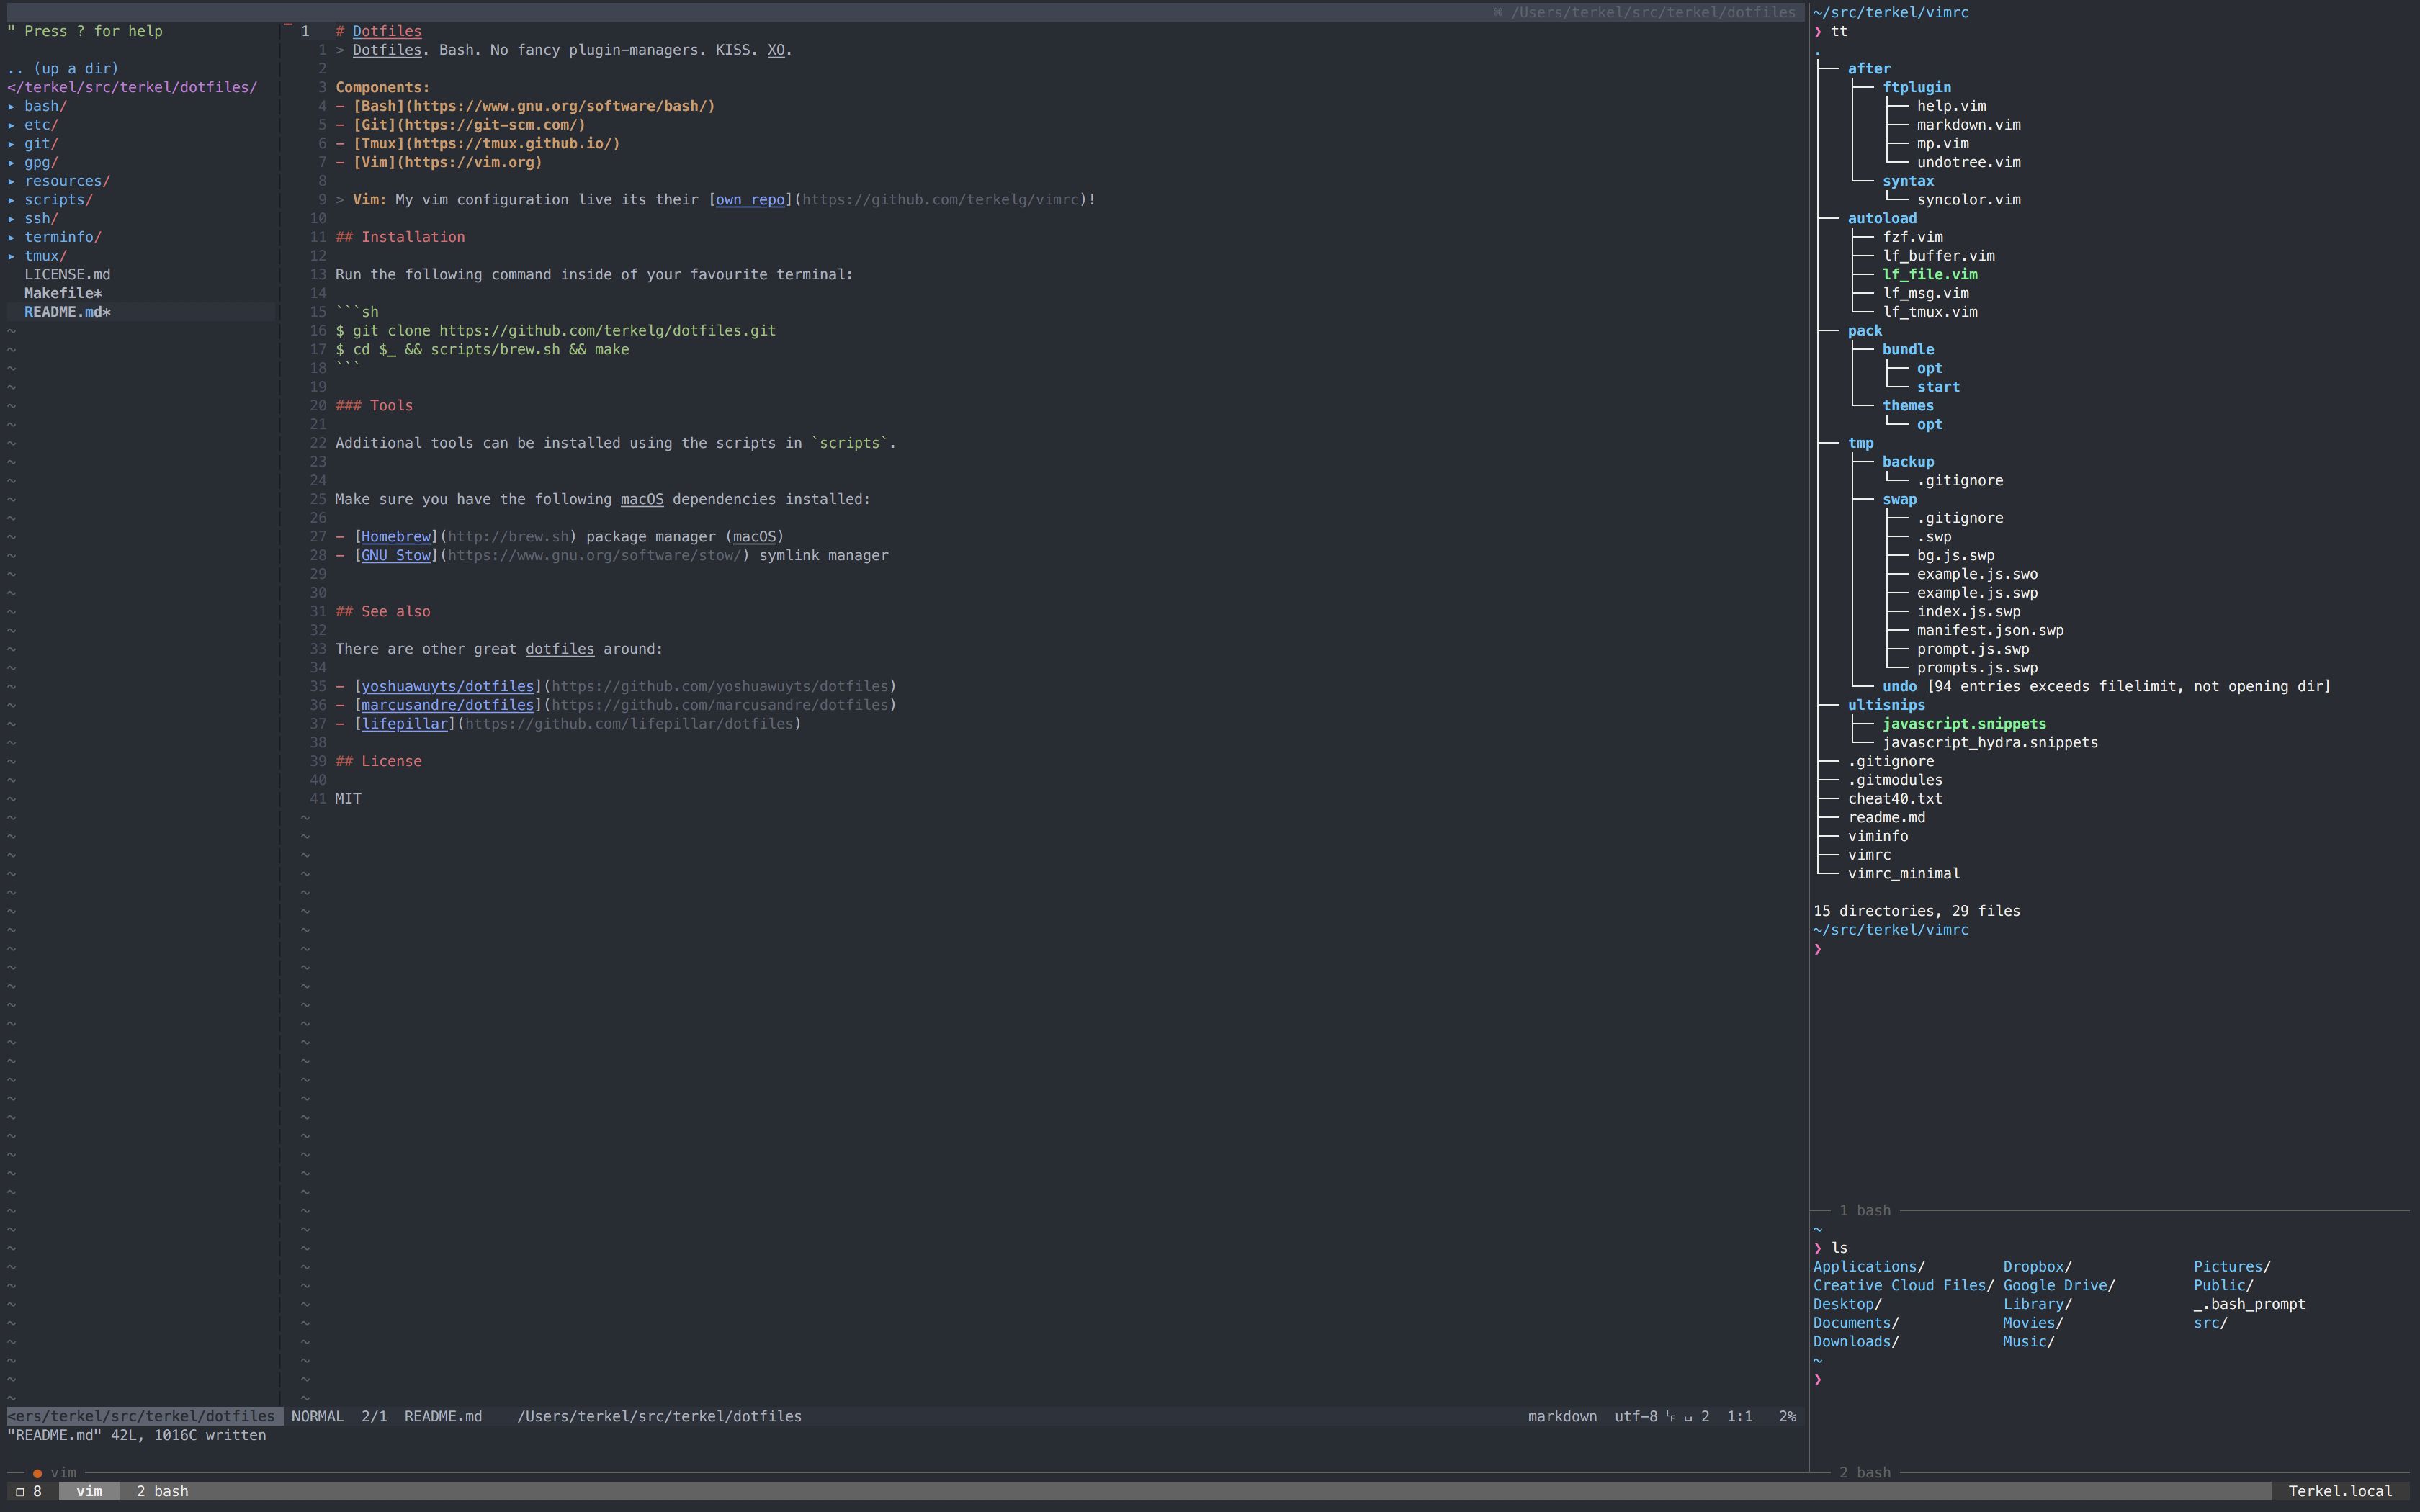 ⌘ /Users/terkel/src/terkel/dotfiles
" Press ? for help
.. (up a dir)
</terkel/src/terkel/dotfiles/
▸ bash/
▸ etc/
▸ git/
▸ gpg/
▸ resources/
▸ scripts/
▸ ssh/
▸ terminfo/
▸ tmux/
LICENSE.md
Makefile*
README.md*
1 # Dotfiles
1 > Dotfiles. Bash. No fancy plugin-managers. KISS. XO.
2
3 Components:
4 - [Bash](https://www.gnu.org/software/bash/)
5 - [Git](https://git-scm.com/)
6 - [Tmux](https://tmux.github.io/)
7 - [Vim](https://vim.org)
8
9 > Vim: My vim configuration live its their [own repo](https://github.com/terkelg/vimrc)!
10
11 ## Installation
12
13 Run the following command inside of your favourite terminal:
14
15 ```sh
16 $ git clone https://github.com/terkelg/dotfiles.git
17 $ cd $_ && scripts/brew.sh && make
18 ```
19
20 ### Tools
21
22 Additional tools can be installed using the scripts in `scripts`.
23
24
25 Make sure you have the following macOS dependencies installed:
26
27 - [Homebrew](http://brew.sh) package manager (macOS)
28 - [GNU Stow](https://www.gnu.org/software/stow/) symlink manager
29
30
31 ## See also
32
33 There are other great dotfiles around:
34
35 - [yoshuawuyts/dotfiles](https://github.com/yoshuawuyts/dotfiles)
36 - [marcusandre/dotfiles](https://github.com/marcusandre/dotfiles)
37 - [lifepillar](https://github.com/lifepillar/dotfiles)
38
39 ## License
40
41 MIT
<ers/terkel/src/terkel/dotfiles NORMAL 2/1 README.md /Users/terkel/src/terkel/dotfiles markdown utf-8 ␊ ␣ 2 1:1 2%
"README.md" 42L, 1016C written
● vim
~/src/terkel/vimrc
❯ tt
.
├── after
│   ├── ftplugin
│   │   ├── help.vim
│   │   ├── markdown.vim
│   │   ├── mp.vim
│   │   └── undotree.vim
│   └── syntax
│       └── syncolor.vim
├── autoload
│   ├── fzf.vim
│   ├── lf_buffer.vim
│   ├── lf_file.vim
│   ├── lf_msg.vim
│   └── lf_tmux.vim
├── pack
│   ├── bundle
│   │   ├── opt
│   │   └── start
│   └── themes
│       └── opt
├── tmp
│   ├── backup
│   │   └── .gitignore
│   ├── swap
│   │   ├── .gitignore
│   │   ├── .swp
│   │   ├── bg.js.swp
│   │   ├── example.js.swo
│   │   ├── example.js.swp
│   │   ├── index.js.swp
│   │   ├── manifest.json.swp
│   │   ├── prompt.js.swp
│   │   └── prompts.js.swp
│   └── undo [94 entries exceeds filelimit, not opening dir]
├── ultisnips
│   ├── javascript.snippets
│   └── javascript_hydra.snippets
├── .gitignore
├── .gitmodules
├── cheat40.txt
├── readme.md
├── viminfo
├── vimrc
└── vimrc_minimal
15 directories, 29 files
~/src/terkel/vimrc
❯
1 bash
~
❯ ls
Applications/ Dropbox/ Pictures/
Creative Cloud Files/ Google Drive/ Public/
Desktop/ Library/ _.bash_prompt
Documents/ Movies/ src/
Downloads/ Music/
~
❯
2 bash
❐ 8 vim 2 bash Terkel.local